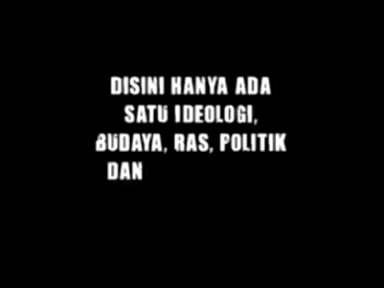 DISINI HANYA ADA
SATU IDEOLOGI,
BUDAYA, RAS, POLITIK
DAN